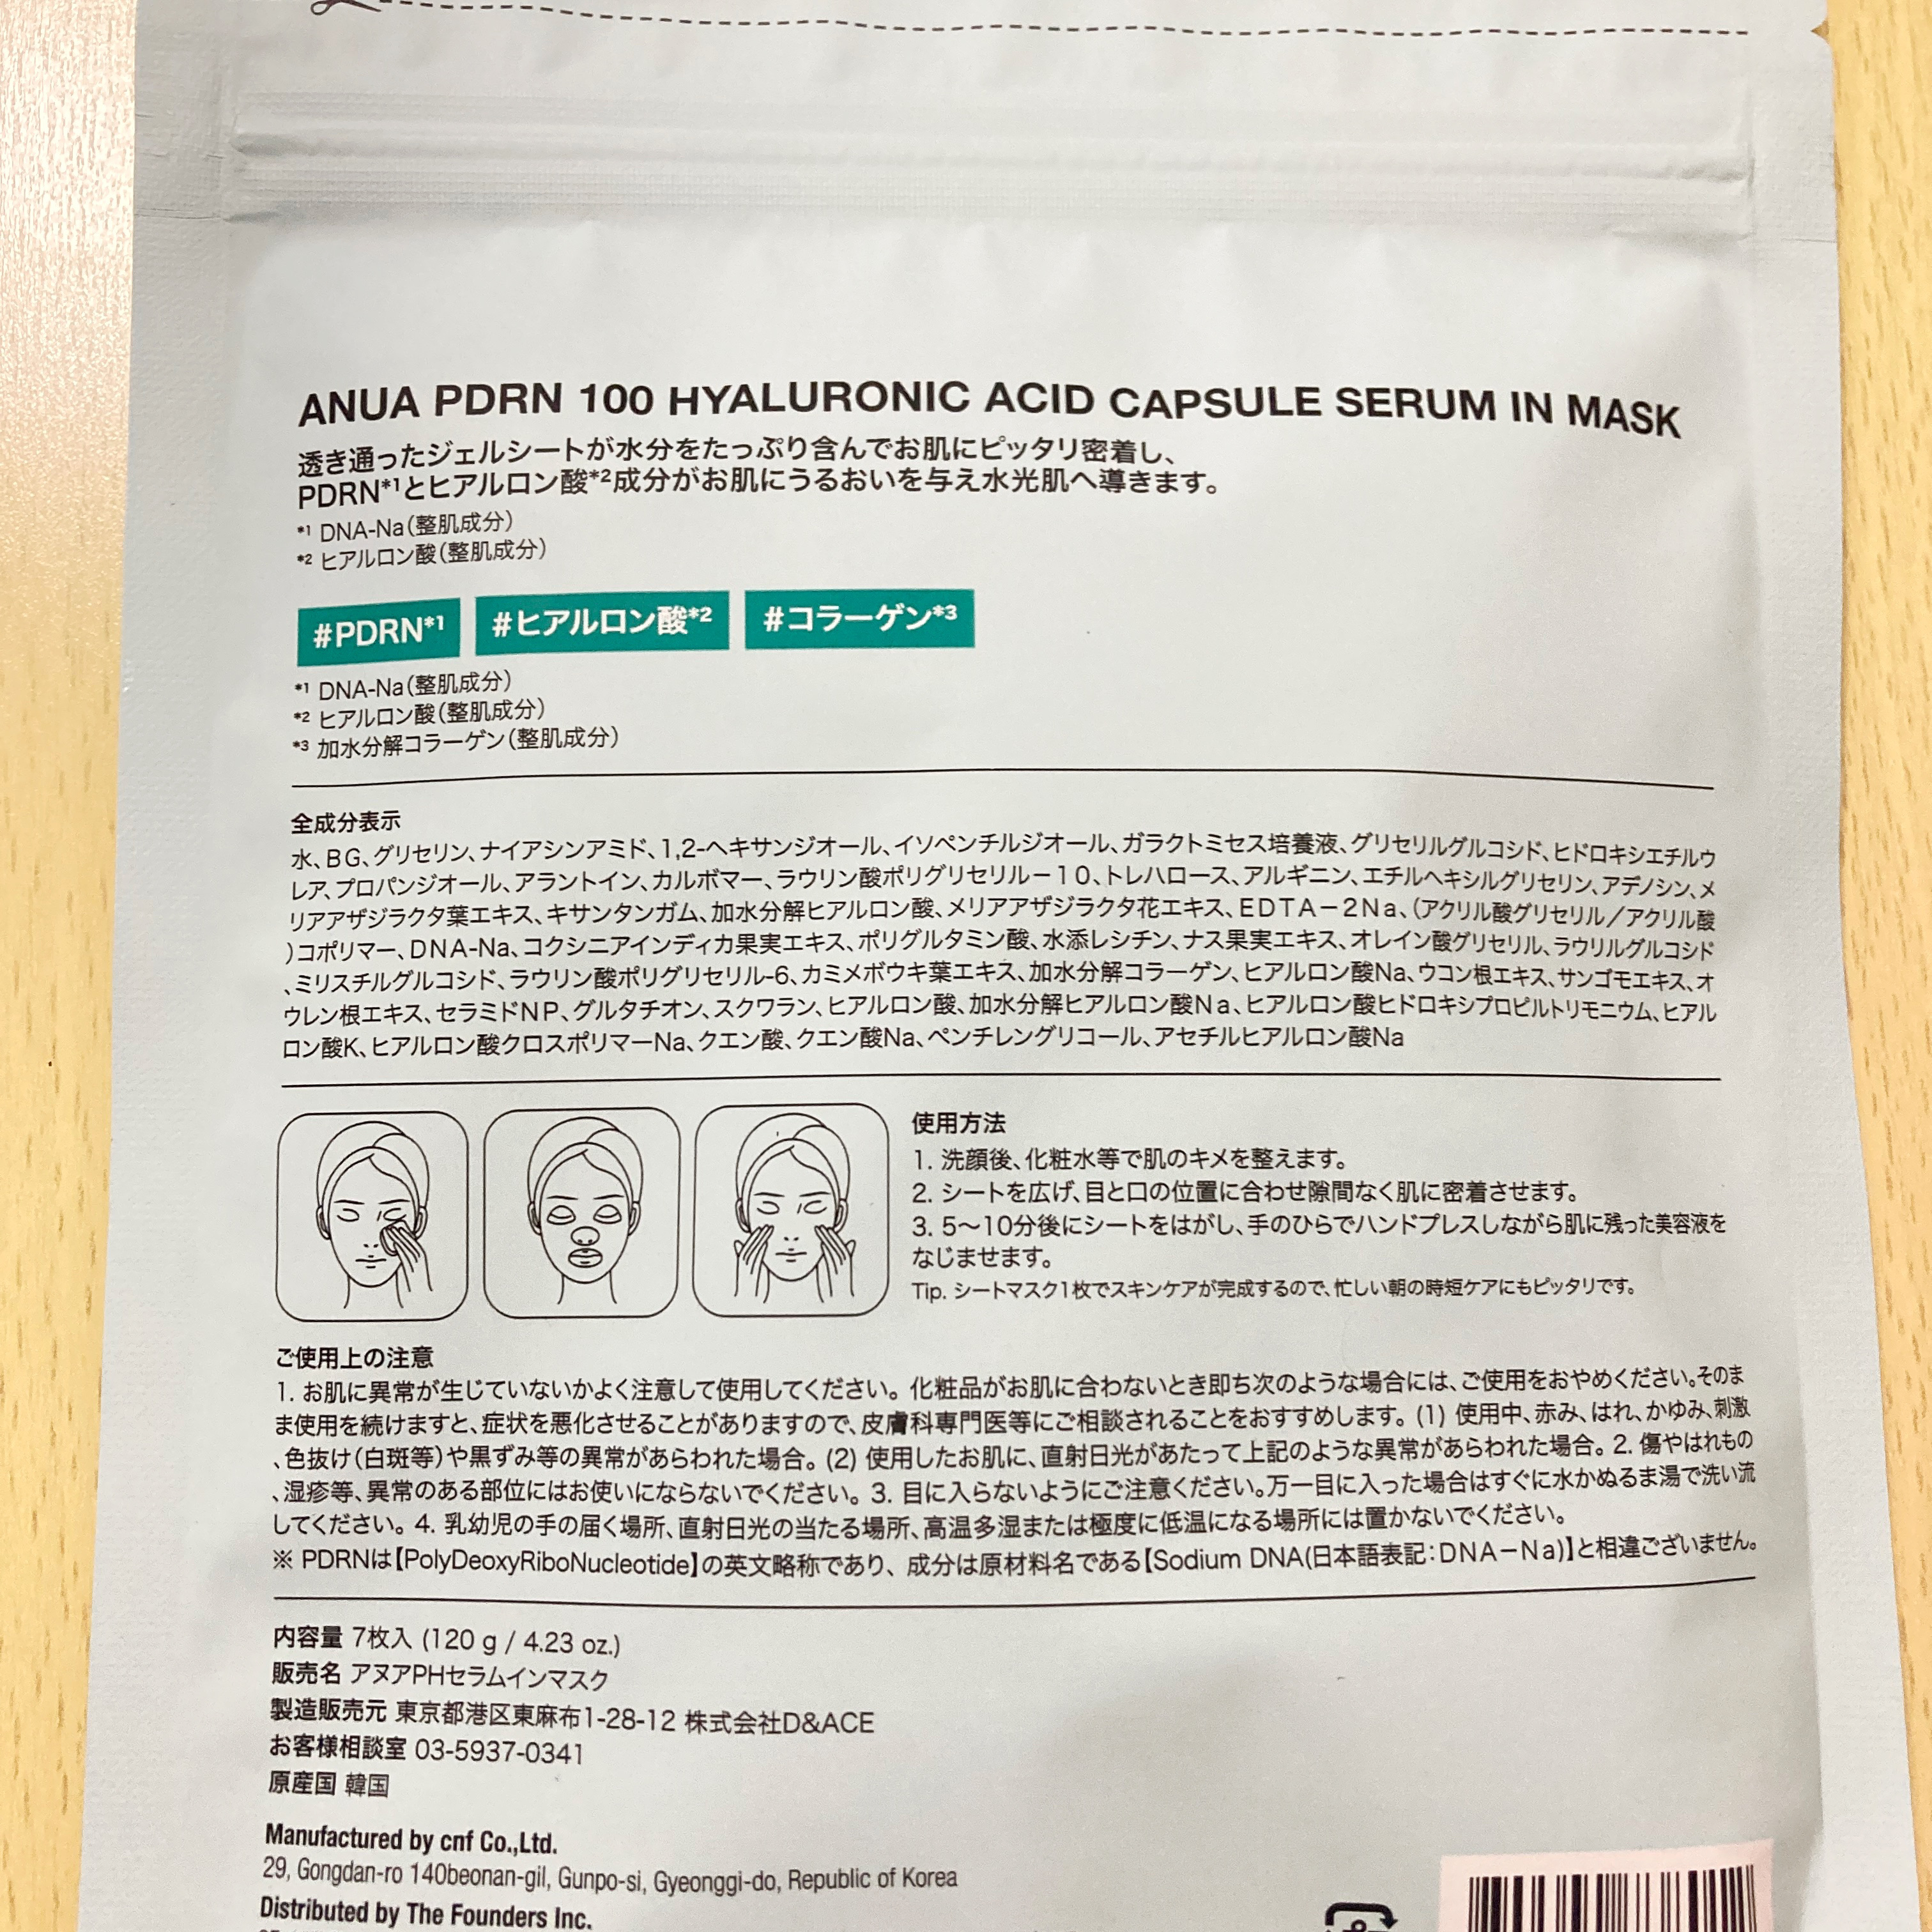 ANUA PDRN 100 HYALURONIC ACID CAPSULE SERUM IN MASK
透き通ったジェルシートが水分をたっぷり含んでお肌にピッタリ密着し、
PDRN*1とヒアルロン酸*2成分がお肌にうるおいを与え水光肌へ導きます。
*1 DNA-Na(整肌成分)
*2 ヒアルロン酸(整肌成分)
#PDRN*1 #ヒアルロン酸*2 #コラーゲン*3
*1 DNA-Na(整肌成分)
*2 ヒアルロン酸(整肌成分)
*3 加水分解コラーゲン(整肌成分)
全成分表示
水、BG、グリセリン、ナイアシンアミド、1,2-ヘキサンジオール、イソペンチルジオール、ガラクトミセス培養液、グリセリルグルコシド、ヒドロキシエチルウ
レア、プロパンジオール、アラントイン、カルボマー、ラウリン酸ポリグリセリル－10、トレハロース、アルギニン、エチルヘキシルグリセリン、アデノシン、メ
リアアザジラクタ葉エキス、キサンタンガム、加水分解ヒアルロン酸、メリアアザジラクタ花エキス、EDTA－2Na、(アクリル酸グリセリル／アクリル酸
)コポリマー、DNA-Na、コクシニアインディカ果実エキス、ポリグルタミン酸、水添レシチン、ナス果実エキス、オレイン酸グリセリル、ラウリルグルコシド
、ミリスチルグルコシド、ラウリン酸ポリグリセリル-6、カミメボウキ葉エキス、加水分解コラーゲン、ヒアルロン酸Na、ウコン根エキス、サンゴモエキス、オ
ウレン根エキス、セラミドNP、グルタチオン、スクワラン、ヒアルロン酸、加水分解ヒアルロン酸Na、ヒアルロン酸ヒドロキシプロピルトリモニウム、ヒアル
ロン酸K、ヒアルロン酸クロスポリマーNa、クエン酸、クエン酸Na、ペンチレングリコール、アセチルヒアルロン酸Na
使用方法
1. 洗顔後、化粧水等で肌のキメを整えます。
2. シートを広げ、目と口の位置に合わせ隙間なく肌に密着させます。
3. 5〜10分後にシートをはがし、手のひらでハンドプレスしながら肌に残った美容液を
なじませます。
Tip. シートマスク1枚でスキンケアが完成するので、忙しい朝の時短ケアにもピッタリです。
ご使用上の注意
1. お肌に異常が生じていないかよく注意して使用してください。化粧品がお肌に合わないとき即ち次のような場合には、ご使用をおやめください。そのま
ま使用を続けますと、症状を悪化させることがありますので、皮膚科専門医等にご相談されることをおすすめします。(1) 使用中、赤み、はれ、かゆみ、刺激
、色抜け(白斑等)や黒ずみ等の異常があらわれた場合。(2) 使用したお肌に、直射日光があたって上記のような異常があらわれた場合。2. 傷やはれもの
、湿疹等、異常のある部位にはお使いにならないでください。3. 目に入らないようにご注意ください。万一目に入った場合はすぐに水かぬるま湯で洗い流
してください。4. 乳幼児の手の届く場所、直射日光の当たる場所、高温多湿または極度に低温になる場所には置かないでください。
※ PDRNは【PolyDeoxyRiboNucleotide】の英文略称であり、成分は原材料名である【Sodium DNA(日本語表記：DNA－Na)】と相違ございません。
内容量 7枚入 (120 g / 4.23 oz.)
販売名 アヌアPHセラムインマスク
製造販売元 東京都港区東麻布1-28-12 株式会社D&ACE
お客様相談室 03-5937-0341
原産国 韓国
Manufactured by cnf Co.,Ltd.
29, Gongdan-ro 140beonan-gil, Gunpo-si, Gyeonggi-do, Republic of Korea
Distributed by The Founders Inc.